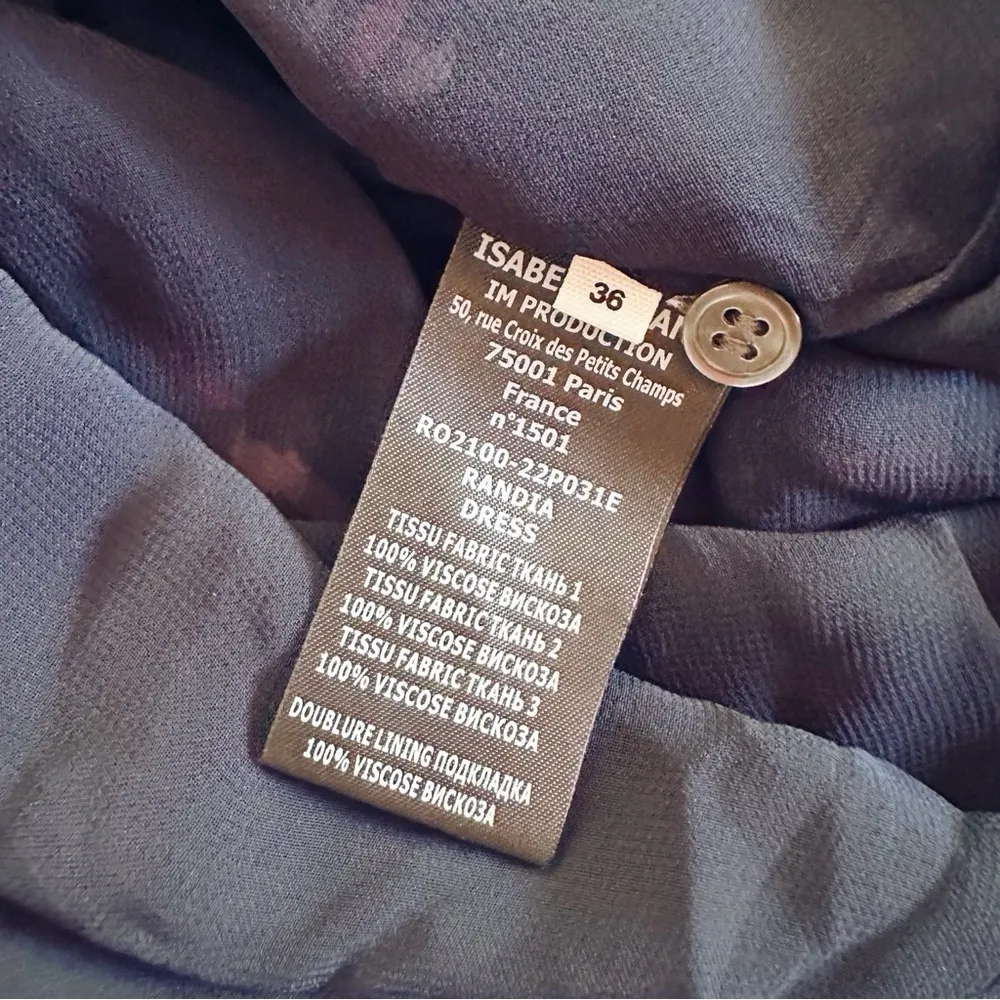 ISABE
36
IM PRODUCTION
50, rue Croix des Petits Champs
75001 Paris
France
n°1501
RO2100-22P031E
RANDIA
DRESS
TISSU FABRIC ТКАНЬ 1
100% VISCOSE ВИСКОЗА
TISSU FABRIC ТКАНЬ 2
100% VISCOSE ВИСКОЗА
TISSU FABRIC ТКАНЬ 3
100% VISCOSE ВИСКОЗА
DOUBLURE LINING ПОДКЛАДКА
100% VISCOSE ВИСКОЗА